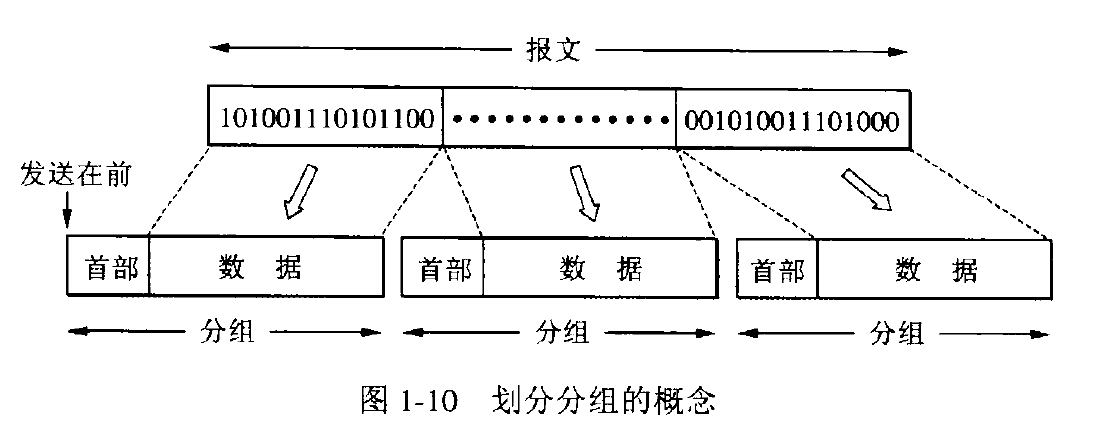 报文
101001110101100 ············· 001010011101000
发送在前
首部 数 据 首部 数 据 首部 数 据
分组 分组 分组
图 1-10 划分分组的概念